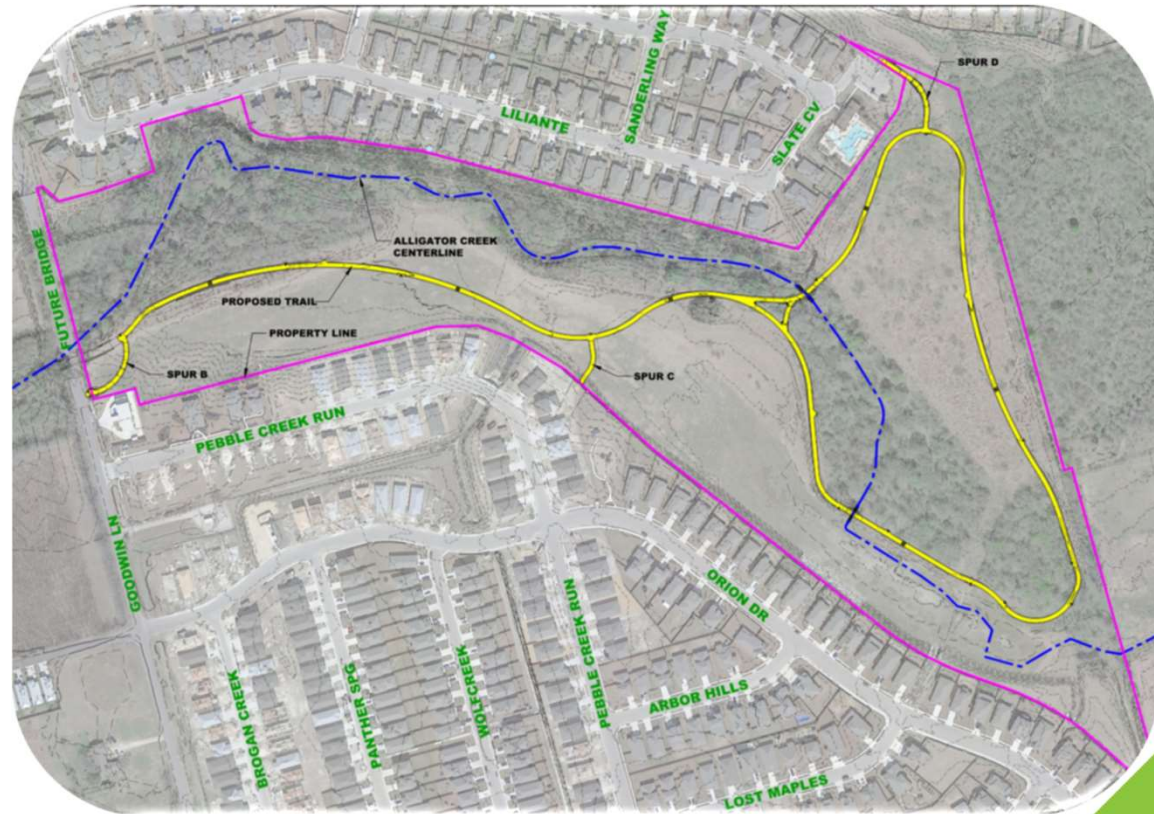 SPUR D
SANDERLING WAY
LILIANTE
SLATE CV
ALLIGATOR CREEK
CENTERLINE
FUTURE BRIDGE
PROPOSED TRAIL
PROPERTY LINE
SPUR B
SPUR C
PEBBLE CREEK RUN
GOODWIN LN
ORION DR
PEBBLE CREEK RUN
WOLFCREEK
PANTHER SPG
BROGAN CREEK
ARBOR HILLS
LOST MAPLES